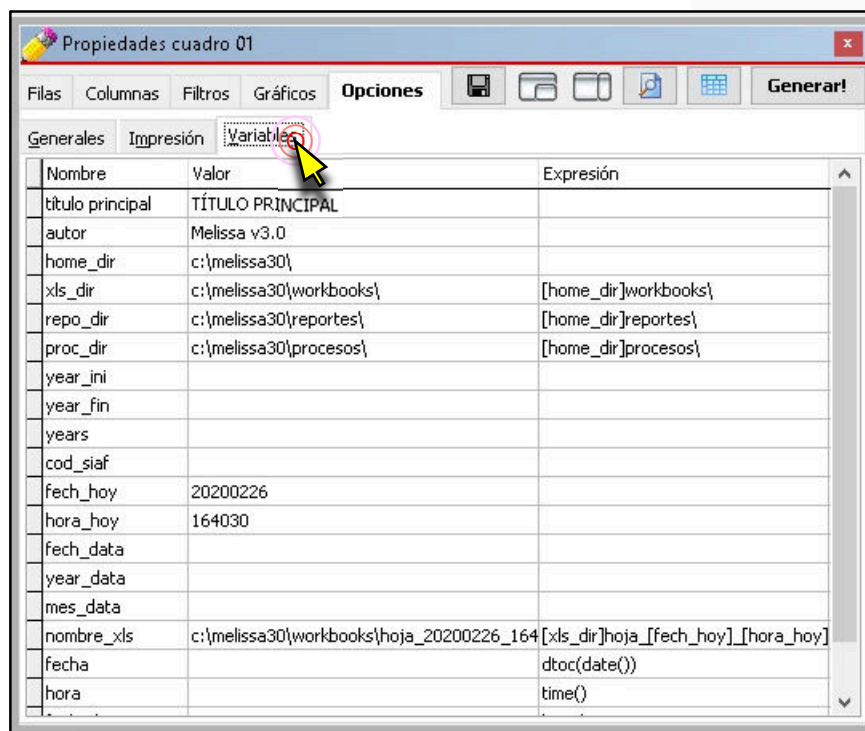 Propiedades cuadro 01
Filas Columnas Filtros Gráficos Opciones Generar!
Generales Impresión Variables
Nombre Valor Expresión
título principal TÍTULO PRINCIPAL
autor Melissa v3.0
home_dir c:\melissa30\
xls_dir c:\melissa30\workbooks\ [home_dir]workbooks\
repo_dir c:\melissa30\reportes\ [home_dir]reportes\
proc_dir c:\melissa30\procesos\ [home_dir]procesos\
year_ini
year_fin
years
cod_siaf
fech_hoy 20200226
hora_hoy 164030
fech_data
year_data
mes_data
nombre_xls c:\melissa30\workbooks\hoja_20200226_164 [xls_dir]hoja_[fech_hoy]_[hora_hoy]
fecha dtoc(date())
hora time()